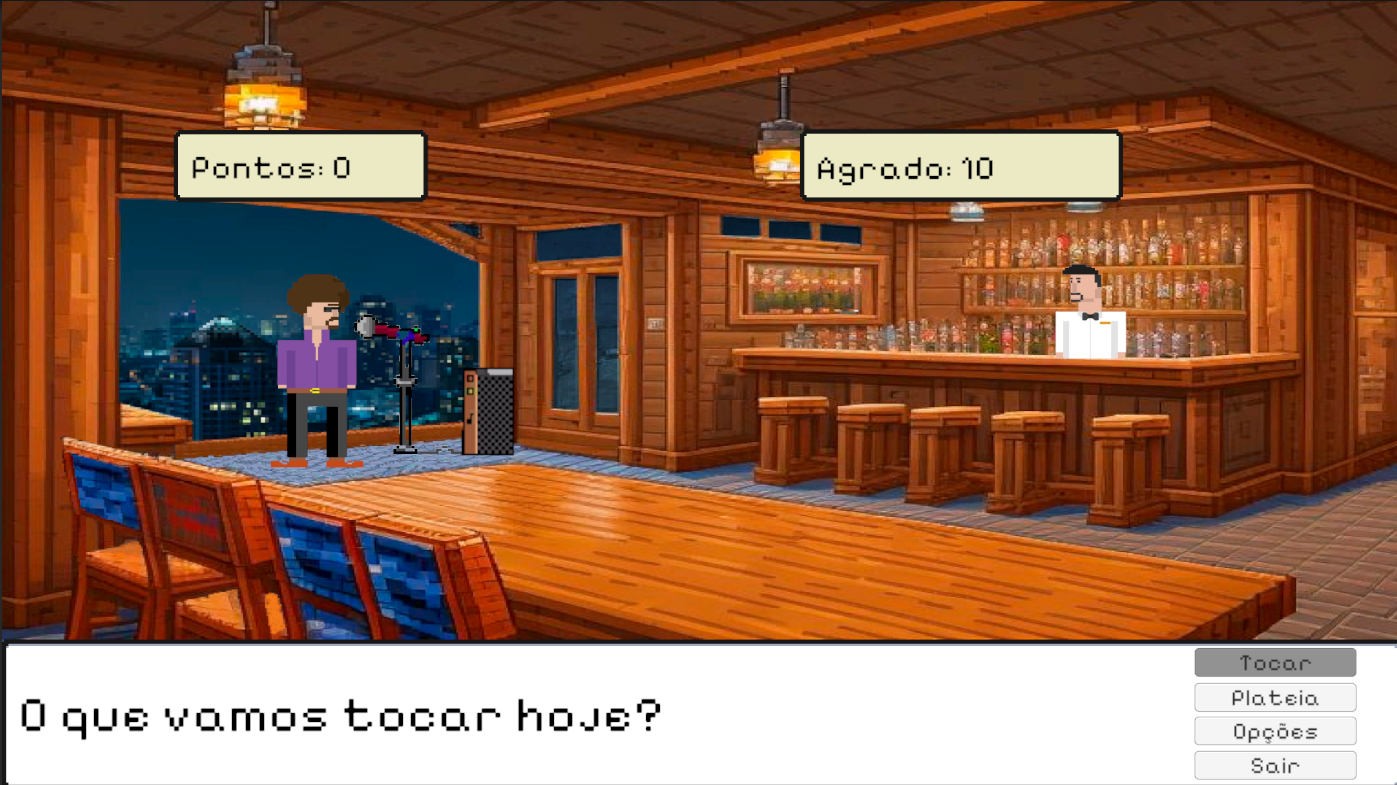 Pontos: 0
Agrado: 10
O que vamos tocar hoje?
Tocar
Plateia
Opções
Sair